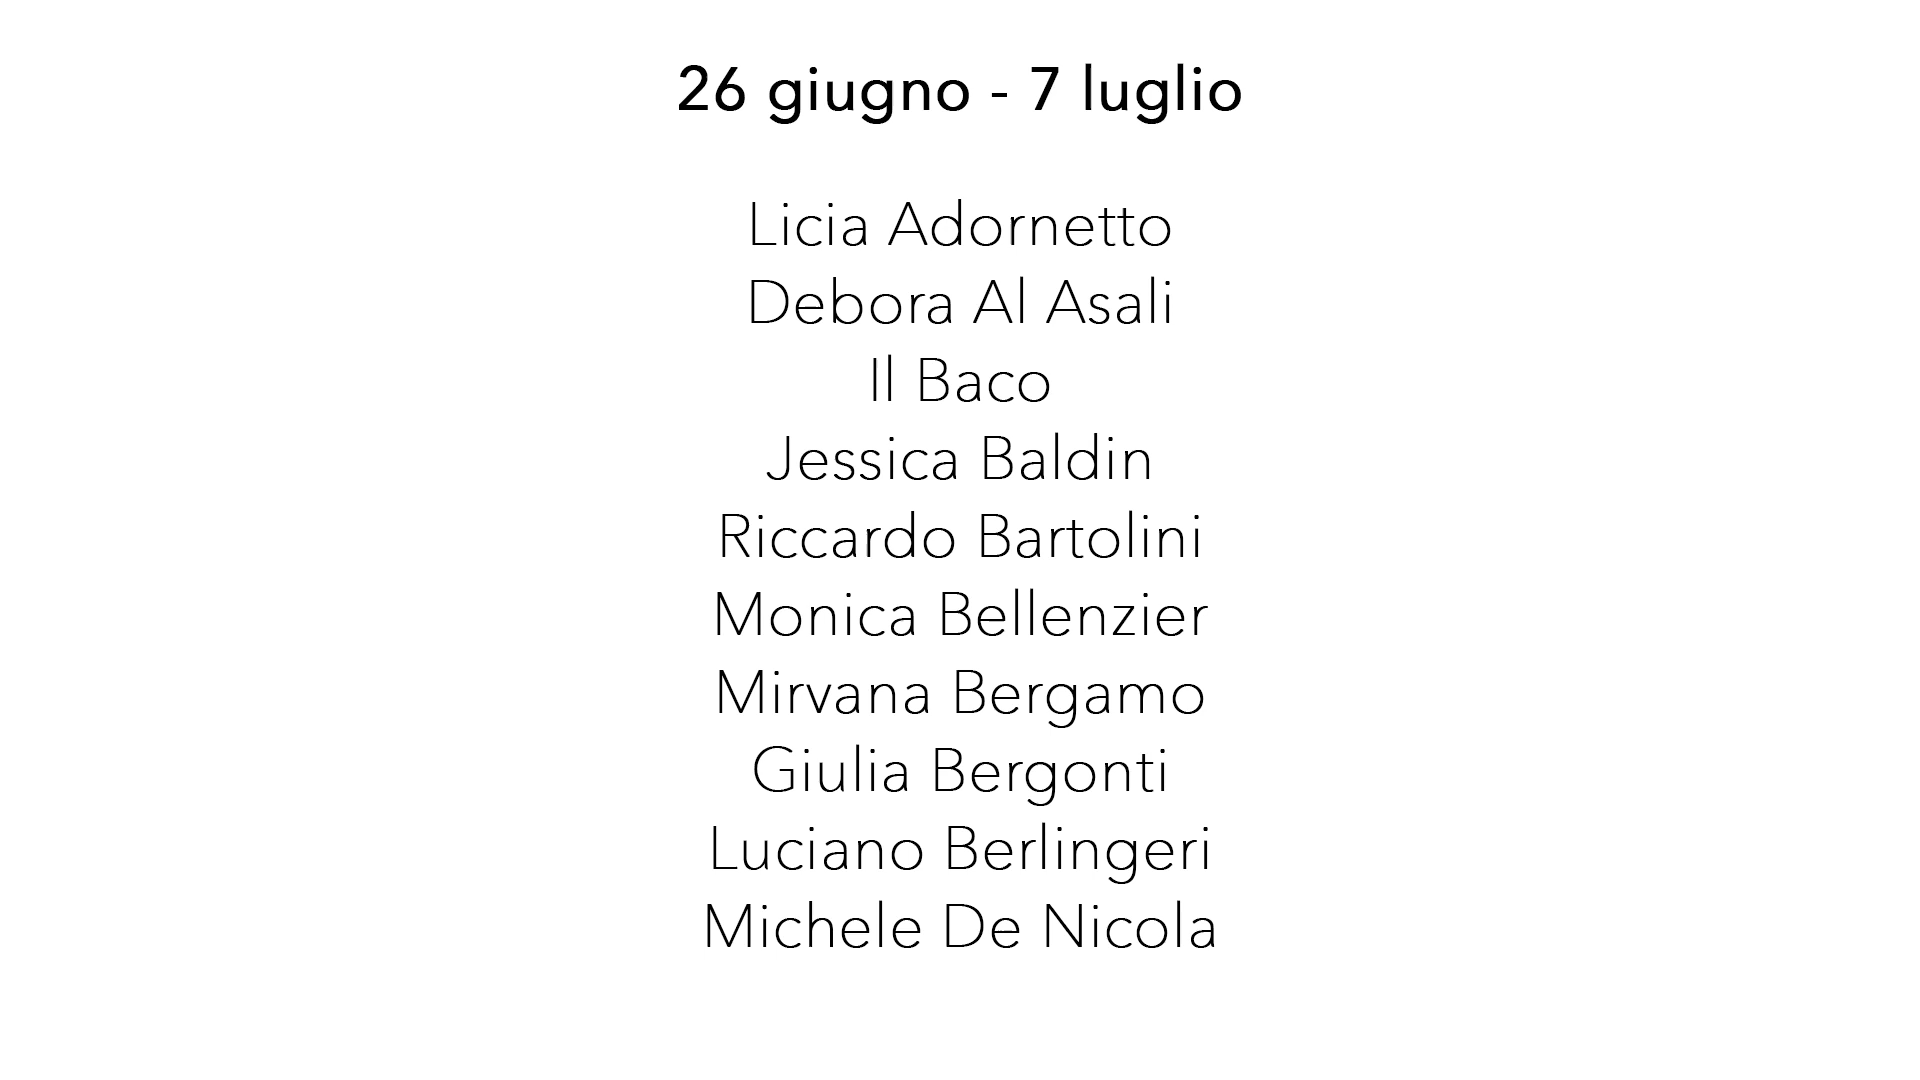 26 giugno - 7 luglio
Licia Adornetto
Debora Al Asali
Il Baco
Jessica Baldin
Riccardo Bartolini
Monica Bellenzier
Mirvana Bergamo
Giulia Bergonti
Luciano Berlingeri
Michele De Nicola